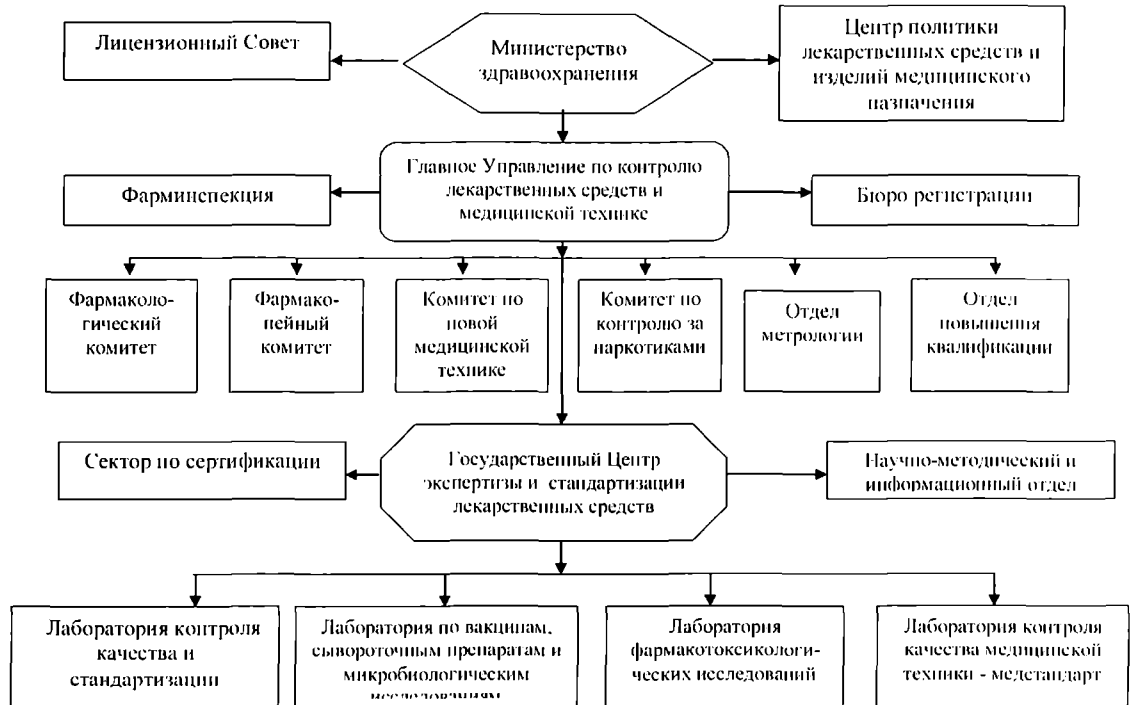 Лицензионный Совет
Министерство
здравоохранения
Центр политики
лекарственных средств и
изделий медицинского
назначения
Главное Управление по контролю
лекарственных средств и
медицинской технике
Фарминспекция
Бюро регистрации
Фармаколо-
гический
комитет
Фармако-
пейный
комитет
Комитет по
новой
медицинской
технике
Комитет по
контролю за
наркотиками
Отдел
метрологии
Отдел
повышения
квалификации
Сектор по сертификации
Государственный Центр
экспертизы и стандартизации
лекарственных средств
Научно-методический и
информационный отдел
Лаборатория контроля
качества и
стандартизации
Лаборатория по вакцинам,
сывороточным препаратам и
микробиологическим
исследованиям
Лаборатория
фармакотоксикологи-
ческих исследований
Лаборатория контроля
качества медицинской
техники - медстандарт